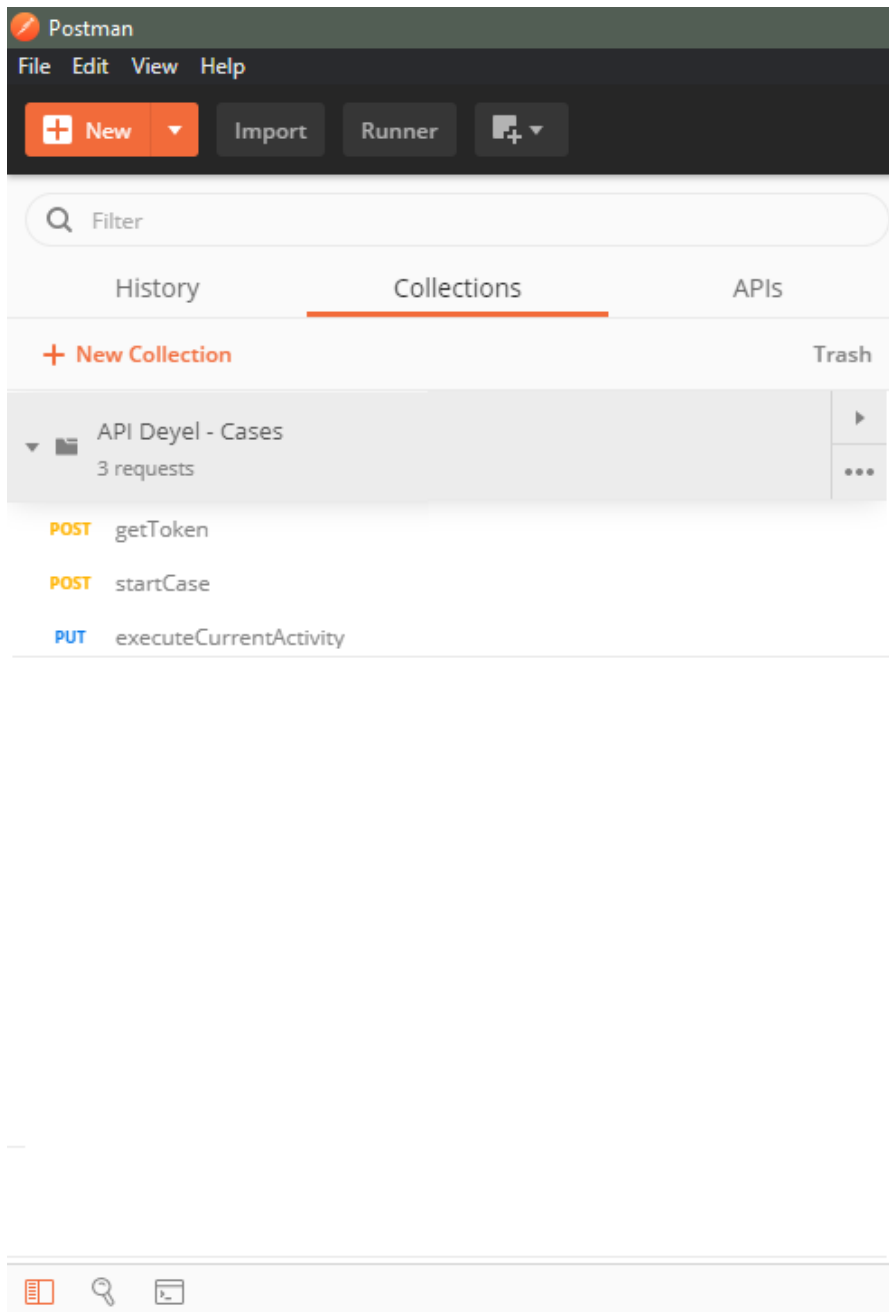 Postman
File Edit View Help
New Import Runner
Filter
History Collections APIs
+ New Collection Trash
API Deyel - Cases
3 requests
POST getToken
POST startCase
PUT executeCurrentActivity